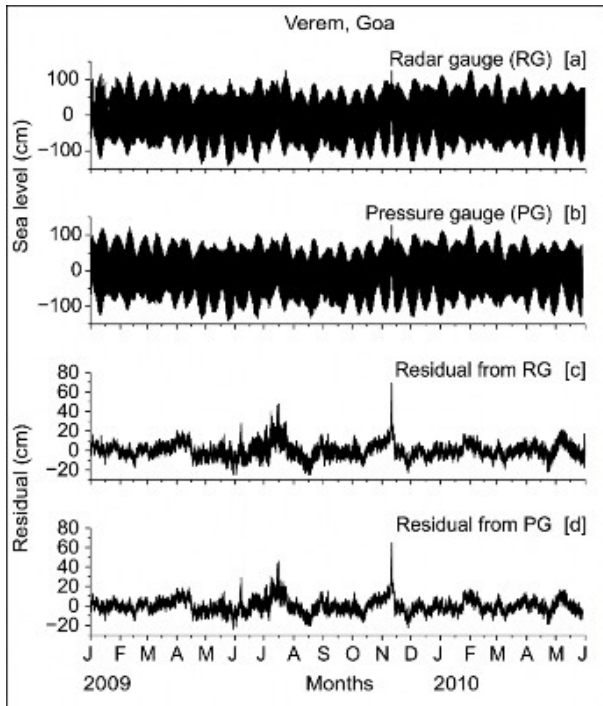 Verem, Goa
Radar gauge (RG) [a]
100
0
−100
Sea level (cm)
Pressure gauge (PG) [b]
100
0
−100
Residual from RG [c]
80
60
40
20
0
−20
Residual (cm)
Residual from PG [d]
80
60
40
20
0
−20
J F M A M J J A S O N D J F M A M J
2009 Months 2010